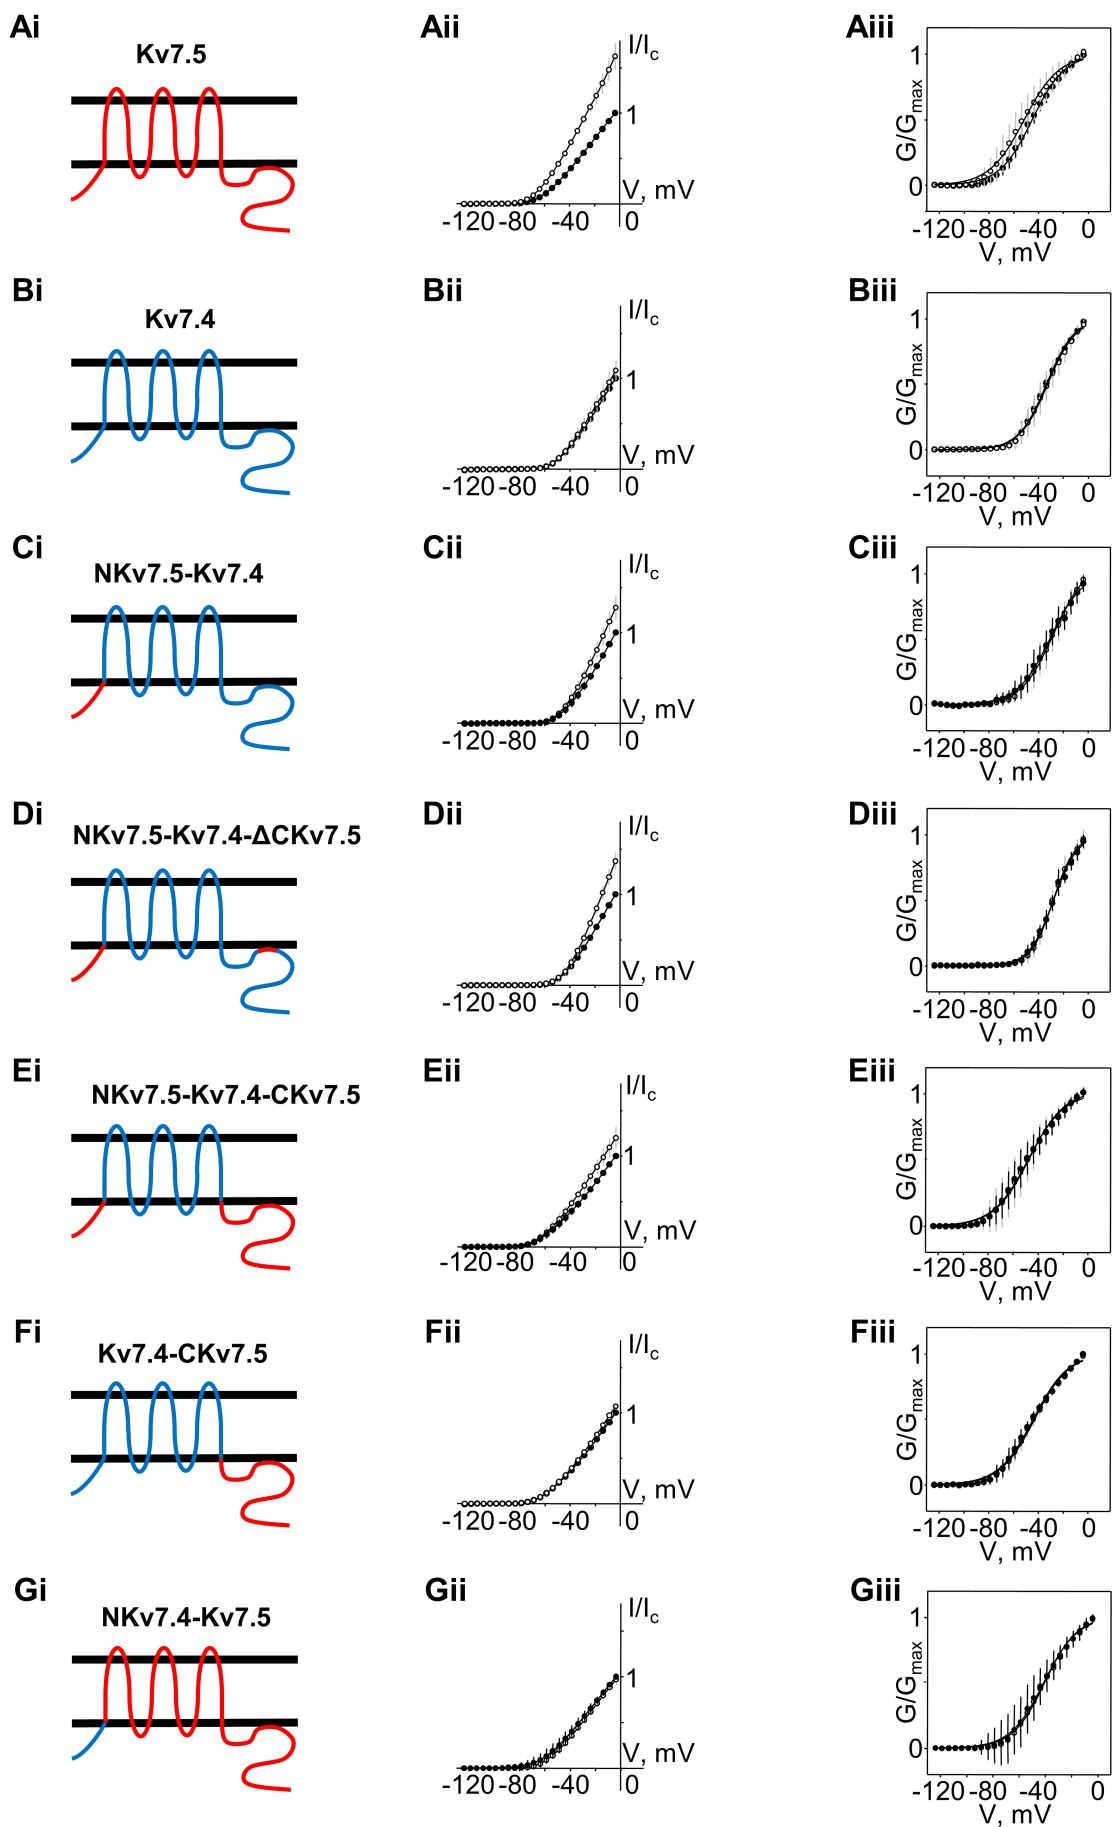 Ai Aii Aiii
Kv7.5
I/Ic
1
V, mV
-120 -80 -40 0
1
G/Gmax
0
-120 -80 -40 0
V, mV
Bi Bii Biii
Kv7.4
I/Ic
1
V, mV
-120 -80 -40 0
1
G/Gmax
0
-120 -80 -40 0
V, mV
Ci Cii Ciii
NKv7.5-Kv7.4
I/Ic
1
V, mV
-120 -80 -40 0
1
G/Gmax
0
-120 -80 -40 0
V, mV
Di Dii Diii
NKv7.5-Kv7.4-ΔCKv7.5
I/Ic
1
V, mV
-120 -80 -40 0
1
G/Gmax
0
-120 -80 -40 0
V, mV
Ei Eii Eiii
NKv7.5-Kv7.4-CKv7.5
I/Ic
1
V, mV
-120 -80 -40 0
1
G/Gmax
0
-120 -80 -40 0
V, mV
Fi Fii Fiii
Kv7.4-CKv7.5
I/Ic
1
V, mV
-120 -80 -40 0
1
G/Gmax
0
-120 -80 -40 0
V, mV
Gi Gii Giii
NKv7.4-Kv7.5
I/Ic
1
V, mV
-120 -80 -40 0
1
G/Gmax
0
-120 -80 -40 0
V, mV